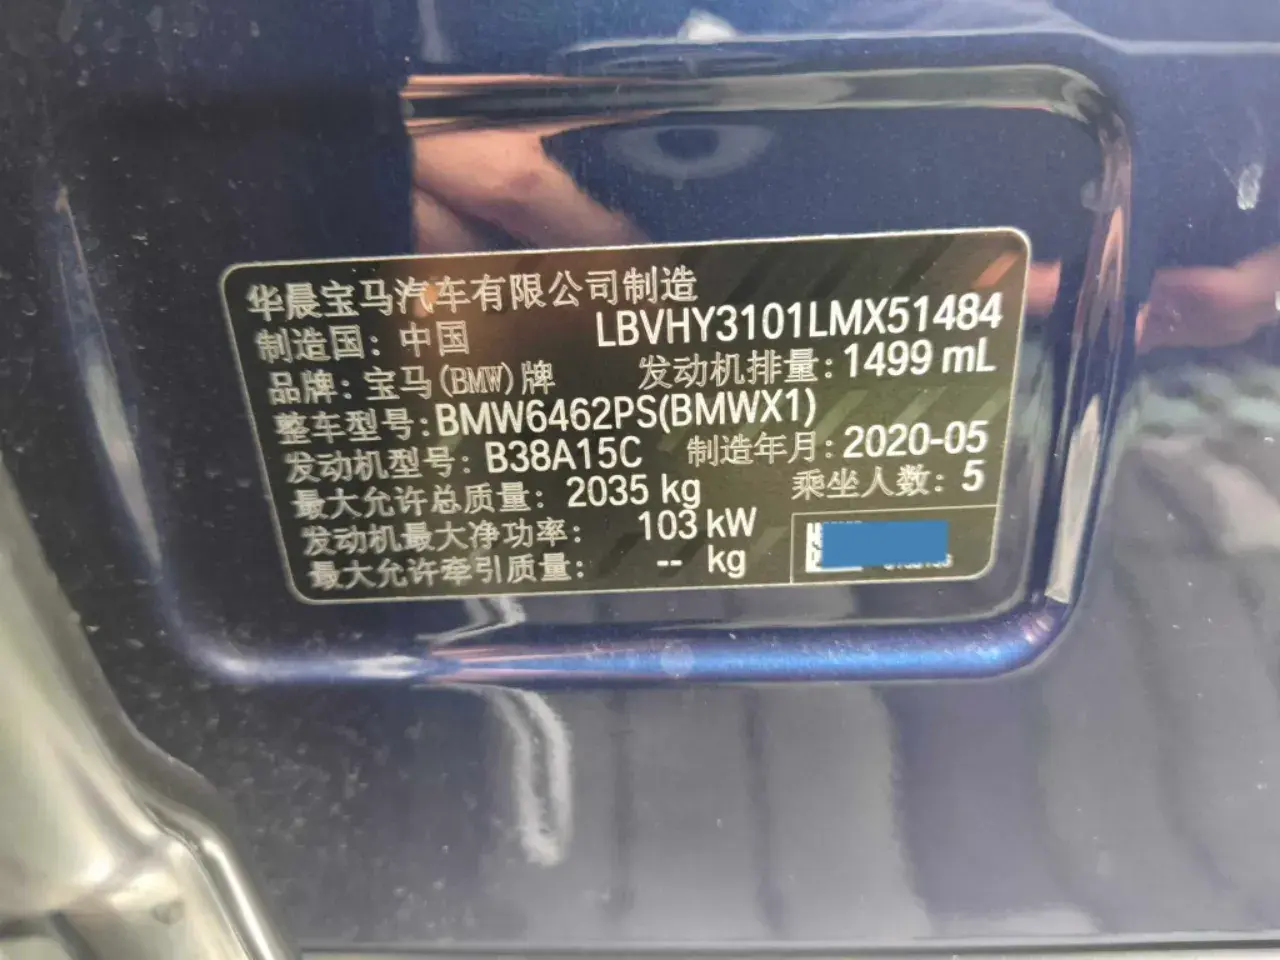 华晨宝马汽车有限公司制造
制造国：中国 LBVHY3101LMX51484
品牌：宝马(BMW)牌 发动机排量：1499 mL
整车型号：BMW6462PS(BMWX1)
发动机型号：B38A15C 制造年月：2020-05
最大允许总质量：2035 kg 乘坐人数：5
发动机最大净功率：103 kW
最大允许牵引质量：-- kg